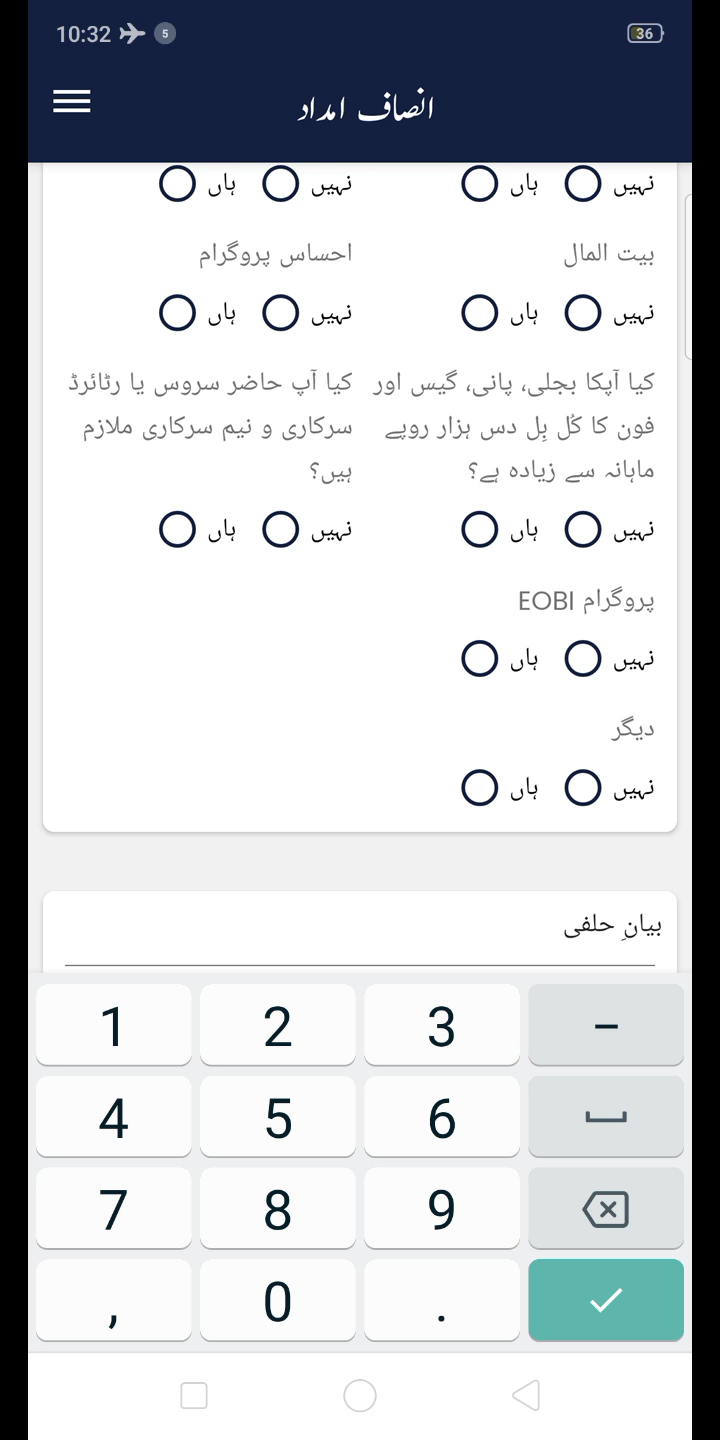 10:32 5 36
انصاف امداد
نہیں ہاں نہیں ہاں
بیت المال احساس پروگرام
نہیں ہاں نہیں ہاں
کیا آپکا بجلی، پانی، گیس اور
فون کا کُل بِل دس ہزار روپے
ماہانہ سے زیادہ ہے؟
کیا آپ حاضر سروس یا رٹائرڈ
سرکاری و نیم سرکاری ملازم
ہیں؟
نہیں ہاں نہیں ہاں
پروگرام EOBI
نہیں ہاں
دیگر
نہیں ہاں
بیانِ حلفی
1 2 3 –
4 5 6
7 8 9
, 0 .